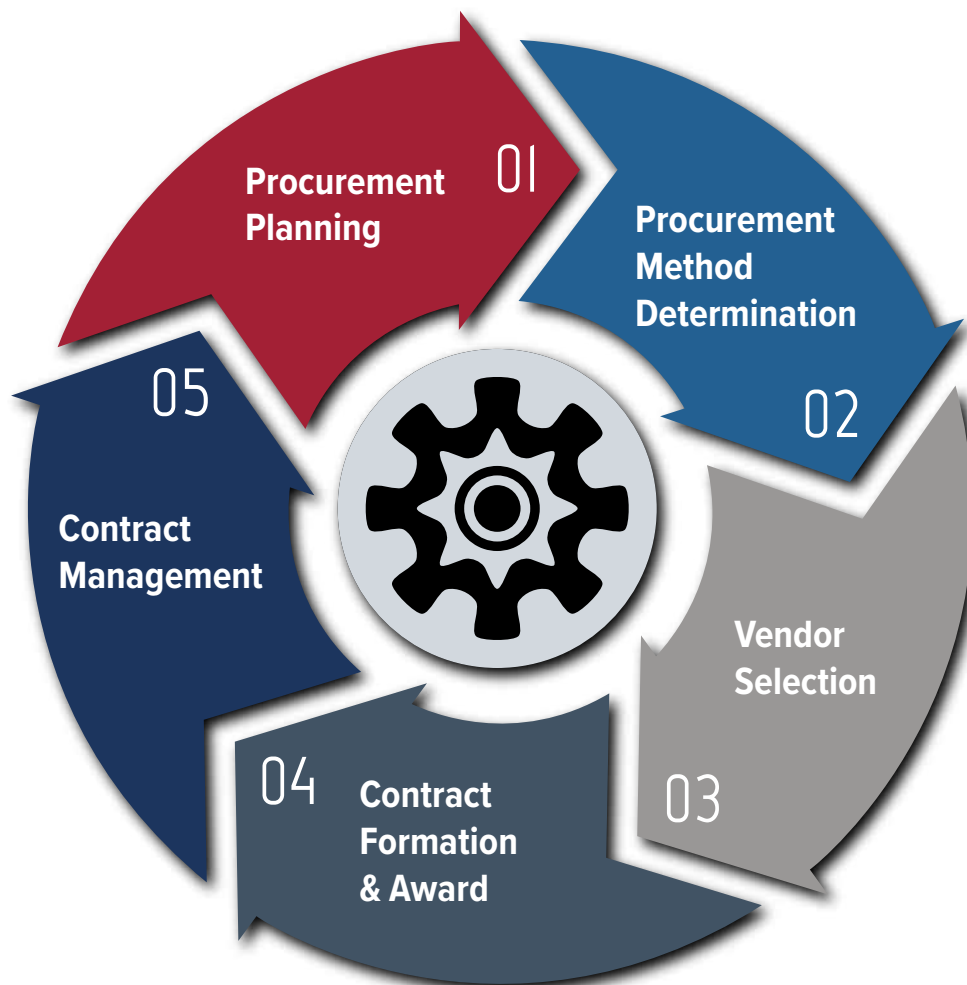 01
Procurement
Planning
Procurement
Method
Determination
02
Vendor
Selection
03
04
Contract
Formation
& Award
05
Contract
Management